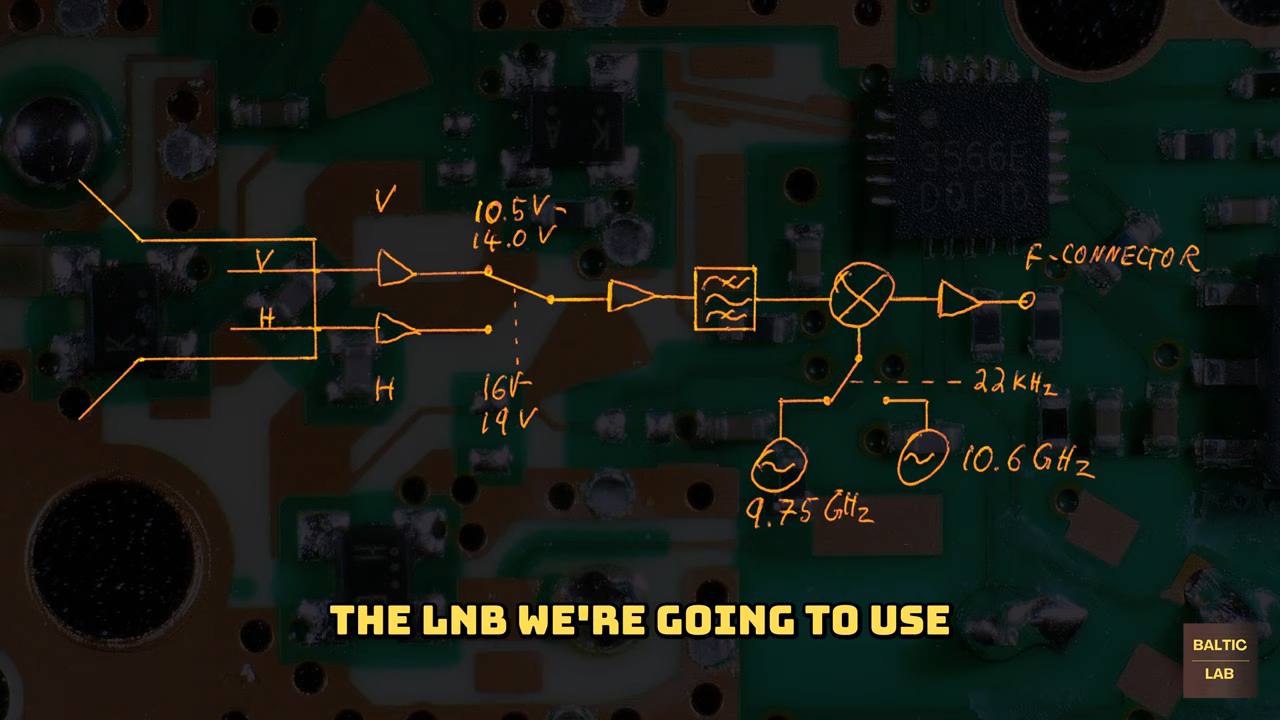 V
10.5V-
14.0 V
F-CONNECTOR
V
H
H
16V-
19V
22KHz
10.6 GHz
9.75 GHz
THE LNB WE'RE GOING TO USE
BALTIC
LAB